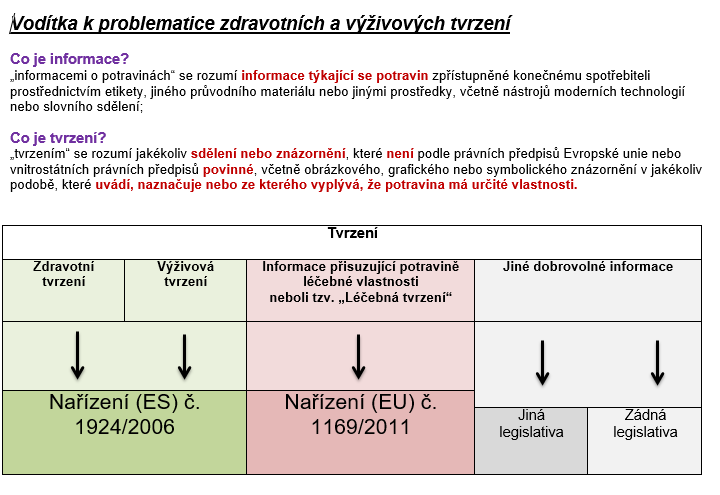 Vodítka k problematice zdravotních a výživových tvrzení
Co je informace?
„informacemi o potravinách“ se rozumí informace týkající se potravin zpřístupněné konečnému spotřebiteli
prostřednictvím etikety, jiného průvodního materiálu nebo jinými prostředky, včetně nástrojů moderních technologií
nebo slovního sdělení;
Co je tvrzení?
„tvrzením“ se rozumí jakékoliv sdělení nebo znázornění, které není podle právních předpisů Evropské unie nebo
vnitrostátních právních předpisů povinné, včetně obrázkového, grafického nebo symbolického znázornění v jakékoliv
podobě, které uvádí, naznačuje nebo ze kterého vyplývá, že potravina má určité vlastnosti.
Tvrzení
Zdravotní
tvrzení
Výživová
tvrzení
Informace přisuzující potravině
léčebné vlastnosti
neboli tzv. „Léčebná tvrzení“
Jiné dobrovolné informace
Nařízení (ES) č.
1924/2006
Nařízení (EU) č.
1169/2011
Jiná
legislativa
Žádná
legislativa